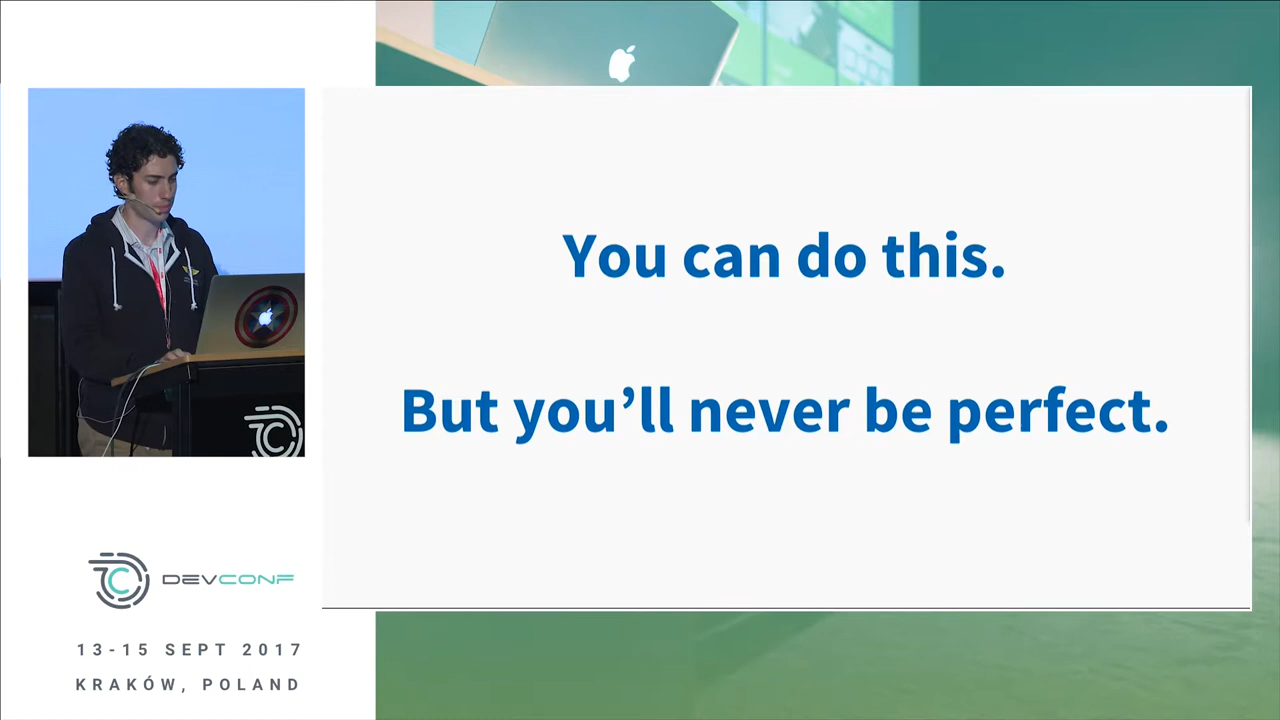 You can do this.
But you’ll never be perfect.
DEVCONF
13-15 SEPT 2017
KRAKÓW, POLAND